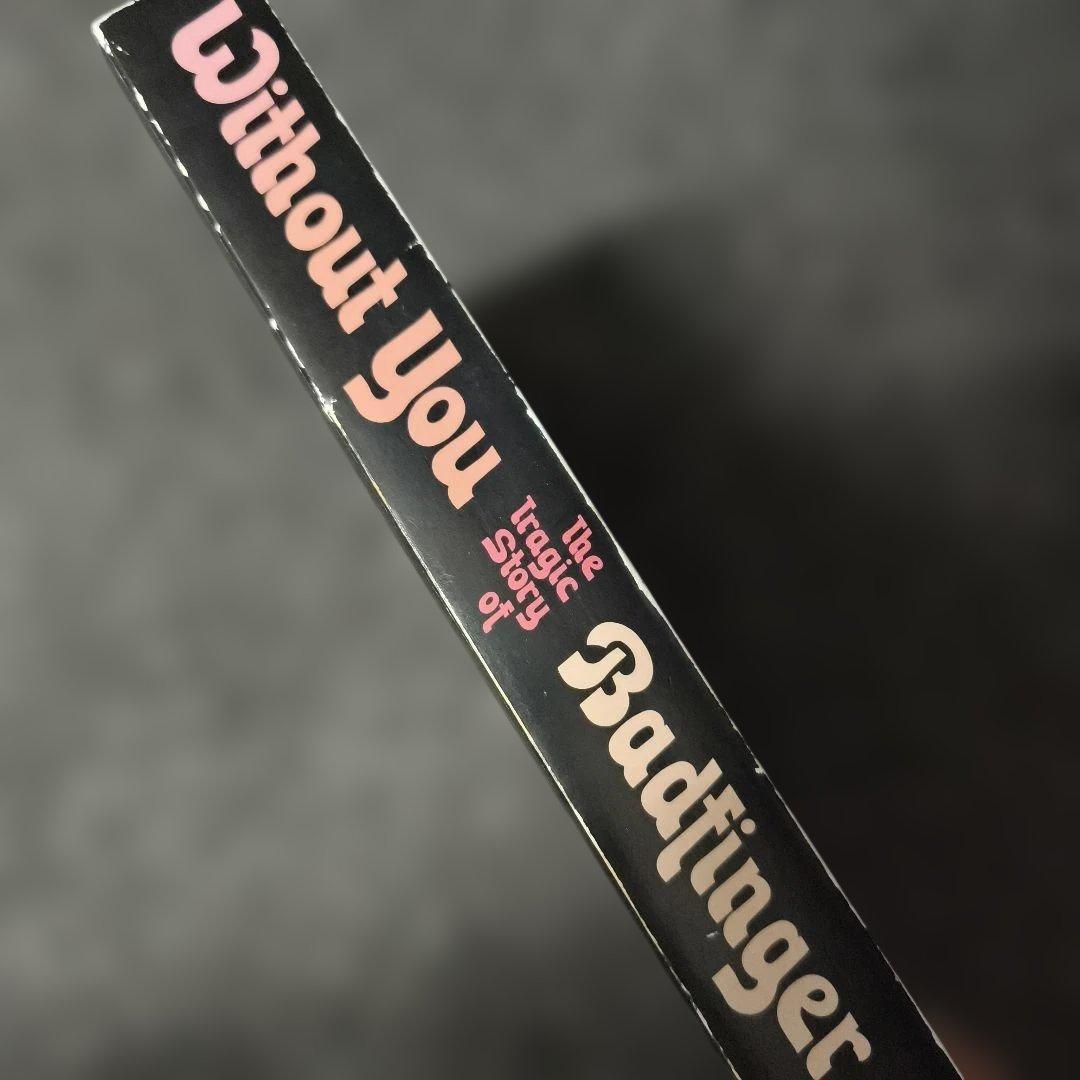 Without You
The
Tragic
Story
of
Badfinger